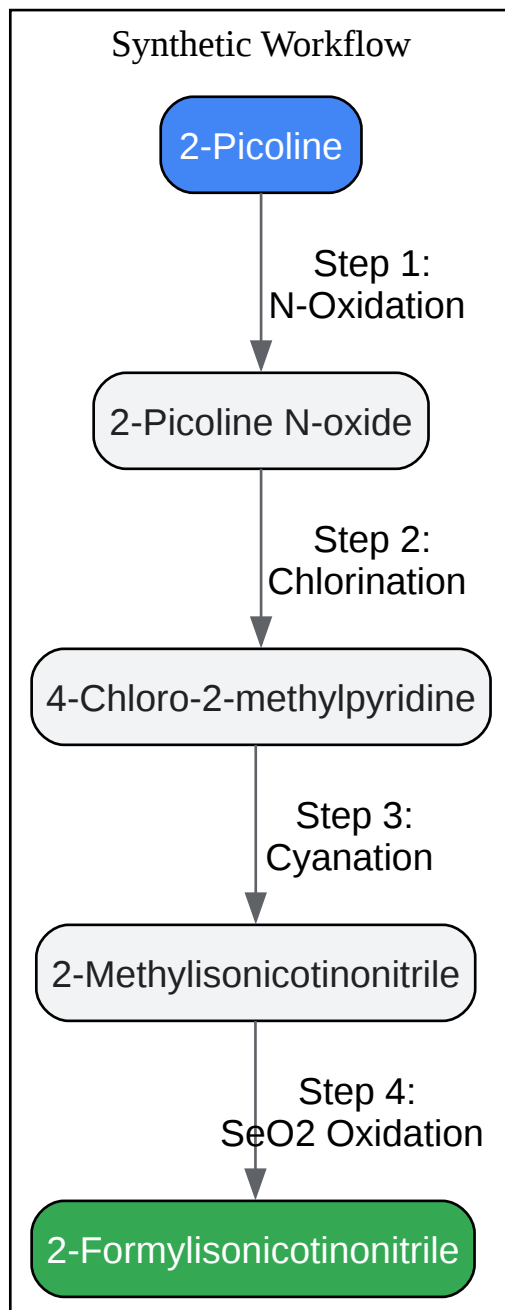 Synthetic Workflow
2-Picoline
Step 1:
N-Oxidation
2-Picoline N-oxide
Step 2:
Chlorination
4-Chloro-2-methylpyridine
Step 3:
Cyanation
2-Methylisonicotinonitrile
Step 4:
SeO2 Oxidation
2-Formylisonicotinonitrile